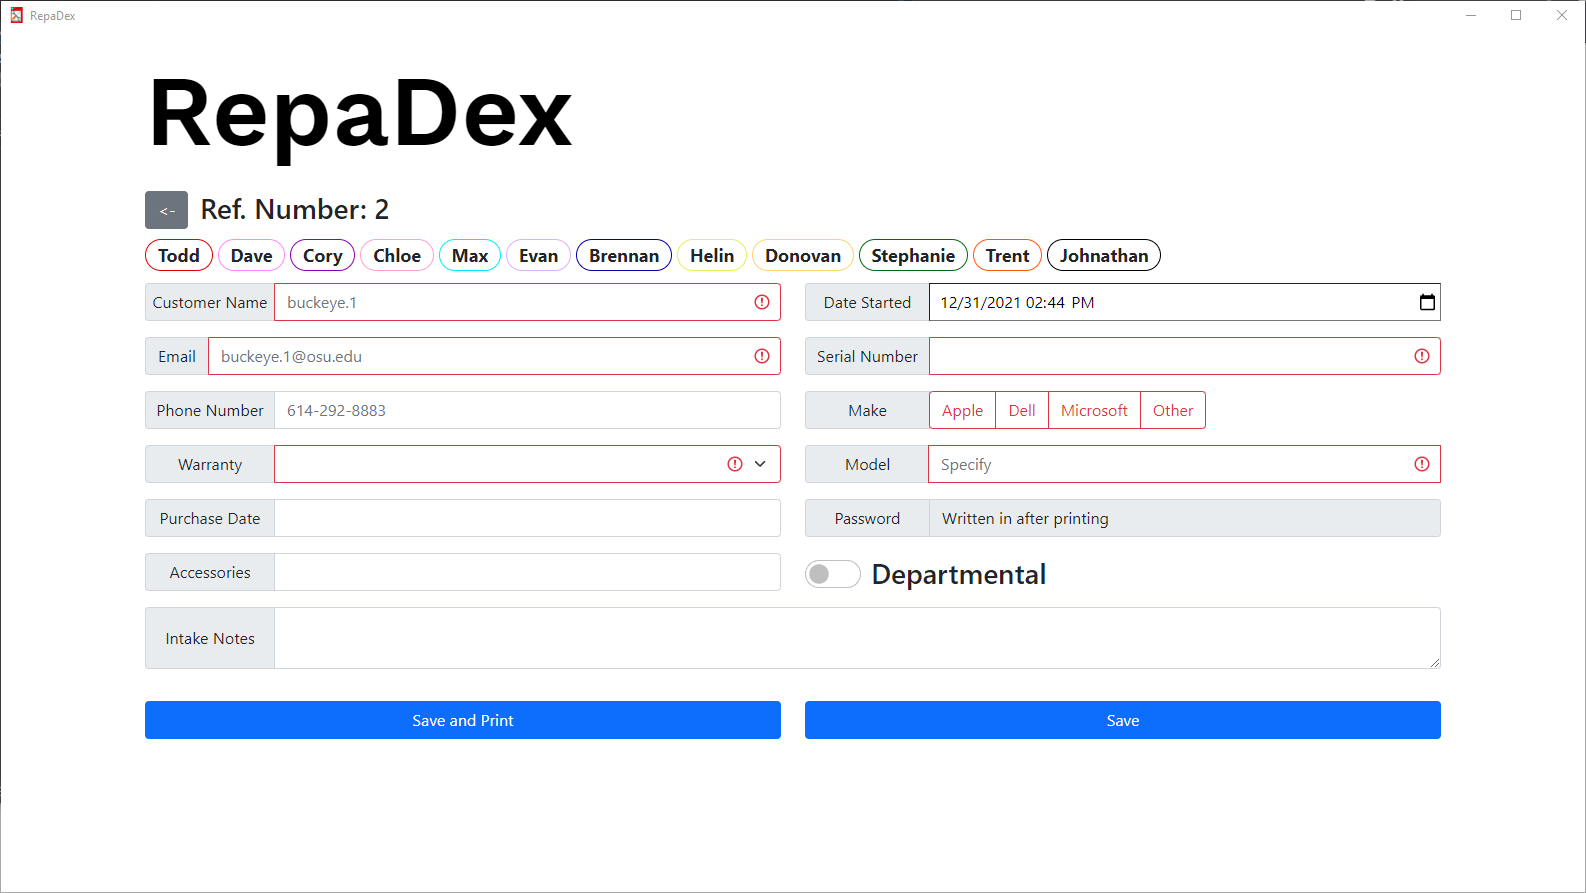 RepaDex
RepaDex
<- Ref. Number: 2
Todd Dave Cory Chloe Max Evan Brennan Helin Donovan Stephanie Trent Johnathan
Customer Name buckeye.1 Date Started 12/31/2021 02:44 PM
Email buckeye.1@osu.edu Serial Number
Phone Number 614-292-8883 Make Apple Dell Microsoft Other
Warranty Model Specify
Purchase Date Password Written in after printing
Accessories Departmental
Intake Notes
Save and Print Save